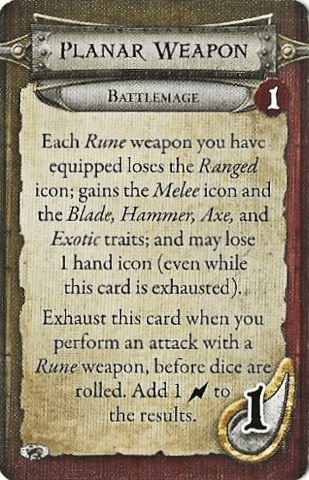 PLANAR WEAPON
BATTLEMAGE
1
Each Rune weapon you have
equipped loses the Ranged
icon; gains the Melee icon and
the Blade, Hammer, Axe, and
Exotic traits; and may lose
1 hand icon (even while
this card is exhausted).
Exhaust this card when you
perform an attack with a
Rune weapon, before dice are
rolled. Add 1 to
the results.
1